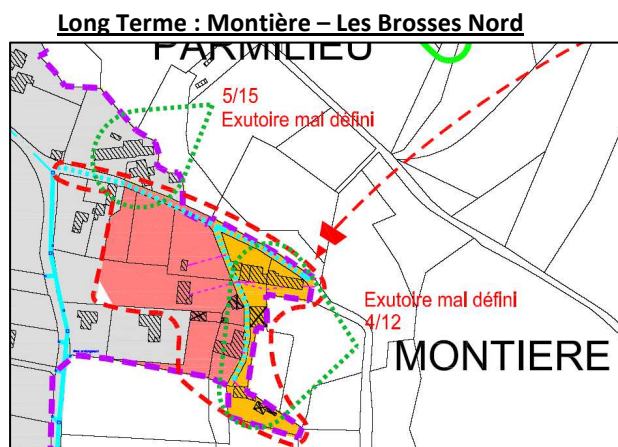 Long Terme : Montière – Les Brosses Nord
PARMILIEU
5/15
Exutoire mal défini
Exutoire mal défini
4/12
MONTIERE